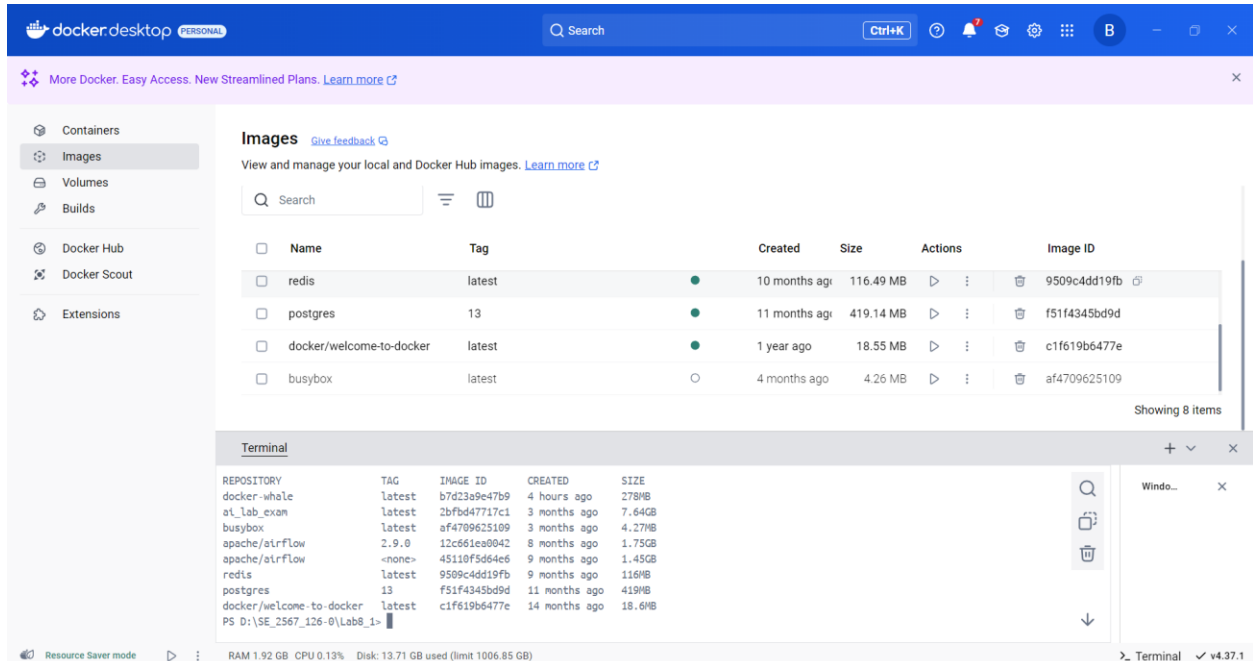 docker.desktop PERSONAL Search Ctrl+K 7 B
More Docker. Easy Access. New Streamlined Plans. Learn more
Containers
Images
Volumes
Builds
Docker Hub
Docker Scout
Extensions
Images Give feedback
View and manage your local and Docker Hub images. Learn more
Search
Name Tag Created Size Actions Image ID
redis latest 10 months ago 116.49 MB 9509c4dd19fb
postgres 13 11 months ago 419.14 MB f51f4345bd9d
docker/welcome-to-docker latest 1 year ago 18.55 MB c1f619b6477e
busybox latest 4 months ago 4.26 MB af4709625109
Showing 8 items
Terminal
REPOSITORY TAG IMAGE ID CREATED SIZE
docker-whale latest b7d23a9e47b9 4 hours ago 278MB
ai_lab_exam latest 2bfbd47717c1 3 months ago 7.64GB
busybox latest af4709625109 3 months ago 4.27MB
apache/airflow 2.9.0 12c661ea0042 8 months ago 1.75GB
apache/airflow <none> 45110f5d64e6 9 months ago 1.45GB
redis latest 9509c4dd19fb 9 months ago 116MB
postgres 13 f51f4345bd9d 11 months ago 419MB
docker/welcome-to-docker latest c1f619b6477e 14 months ago 18.6MB
PS D:\SE_2567_126-0\Lab8_1>
Windo...
Resource Saver mode RAM 1.92 GB CPU 0.13% Disk: 13.71 GB used (limit 1006.85 GB) Terminal v4.37.1